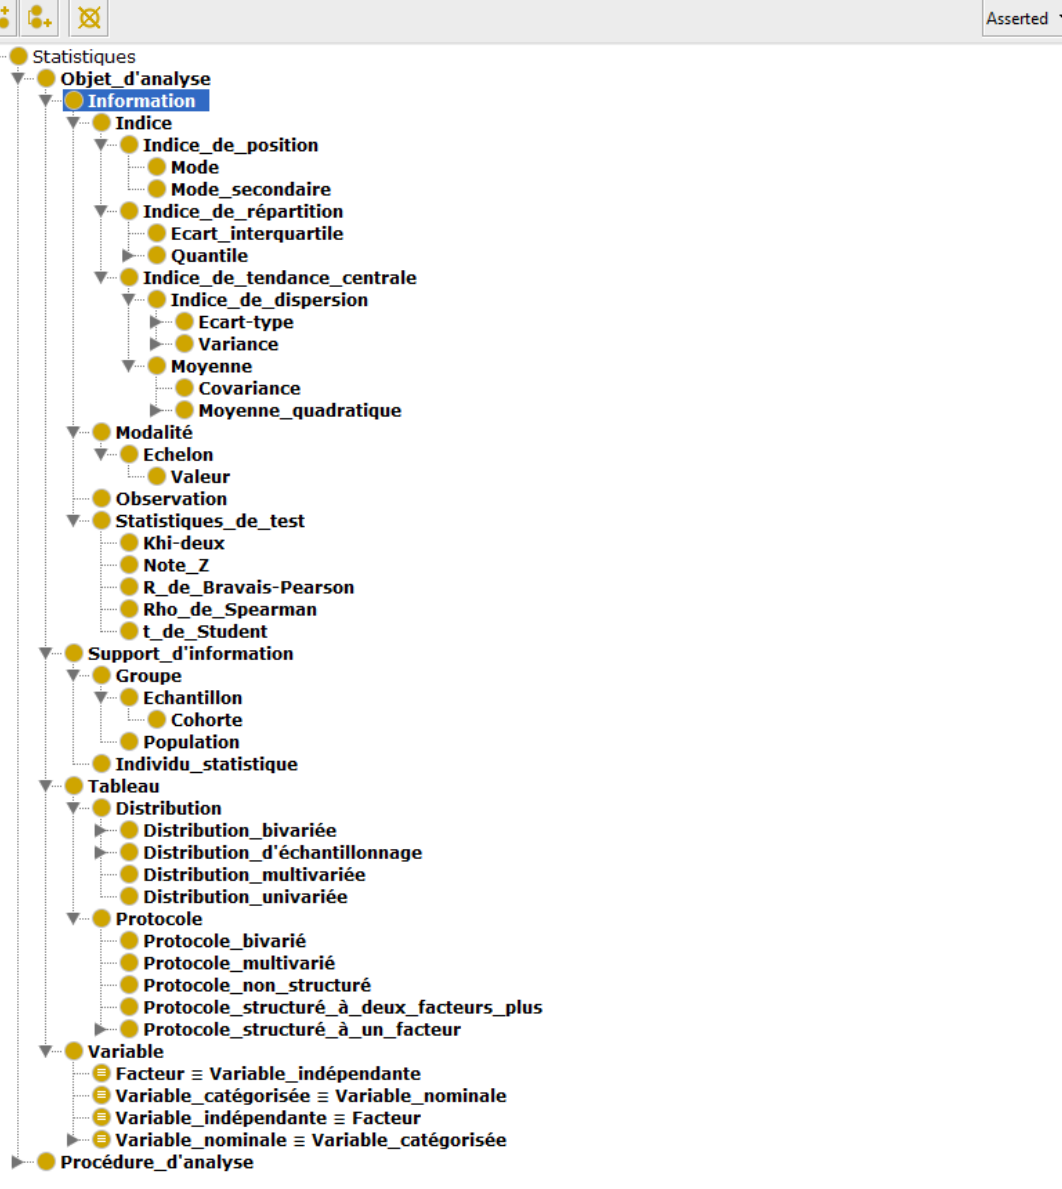 Asserted
Statistiques
Objet_d'analyse
Information
Indice
Indice_de_position
Mode
Mode_secondaire
Indice_de_répartition
Ecart_interquartile
Quantile
Indice_de_tendance_centrale
Indice_de_dispersion
Ecart-type
Variance
Moyenne
Covariance
Moyenne_quadratique
Modalité
Echelon
Valeur
Observation
Statistiques_de_test
Khi-deux
Note_Z
R_de_Bravais-Pearson
Rho_de_Spearman
t_de_Student
Support_d'information
Groupe
Echantillon
Cohorte
Population
Individu_statistique
Tableau
Distribution
Distribution_bivariée
Distribution_d'échantillonnage
Distribution_multivariée
Distribution_univariée
Protocole
Protocole_bivarié
Protocole_multivarié
Protocole_non_structuré
Protocole_structuré_à_deux_facteurs_plus
Protocole_structuré_à_un_facteur
Variable
Facteur ≡ Variable_indépendante
Variable_catégorisée ≡ Variable_nominale
Variable_indépendante ≡ Facteur
Variable_nominale ≡ Variable_catégorisée
Procédure_d'analyse